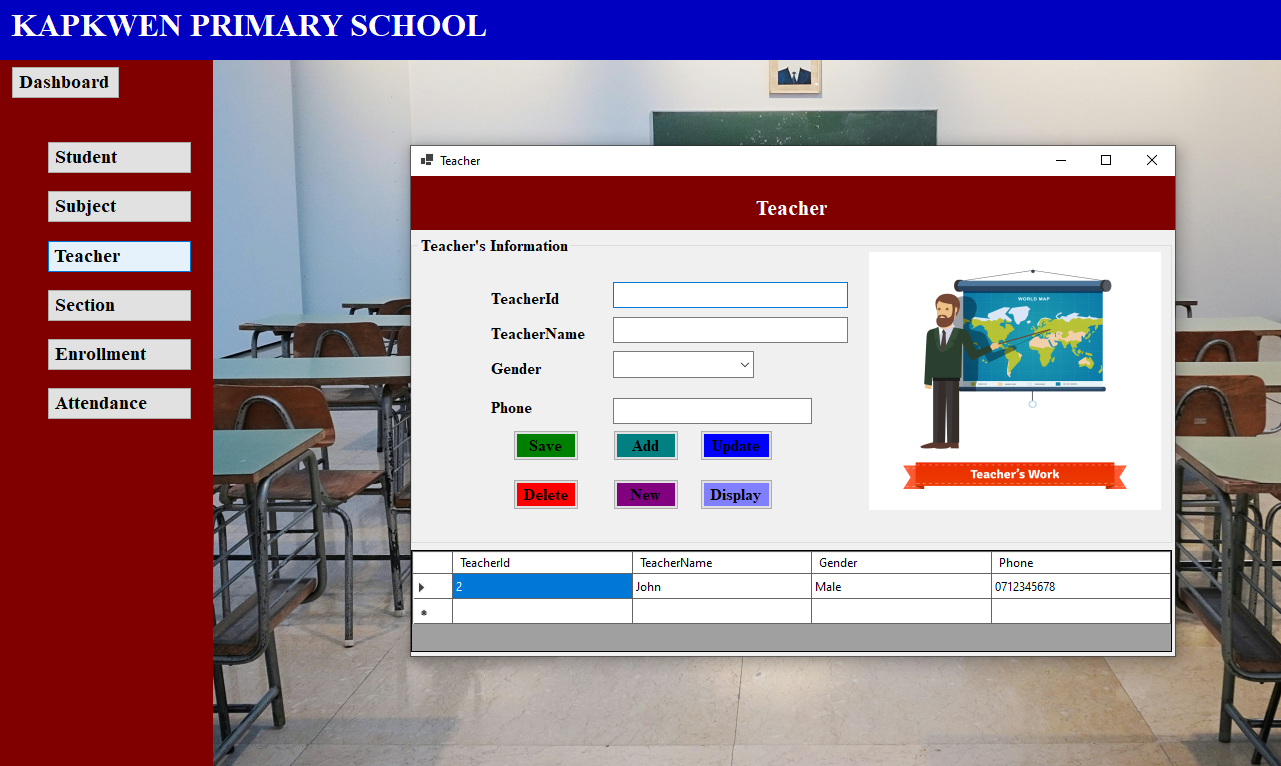 KAPKWEN PRIMARY SCHOOL
Dashboard
Student
Subject
Teacher
Section
Enrollment
Attendance
Teacher
Teacher
Teacher's Information
TeacherId
TeacherName
Gender
Phone
Save Add Update
Delete New Display
WORLD MAP
Teacher's Work
TeacherId TeacherName Gender Phone
2 John Male 0712345678